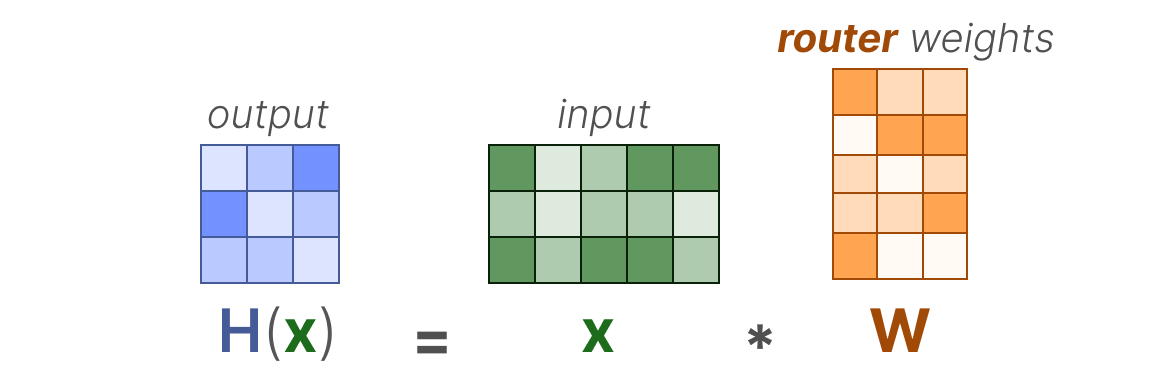 router weights
output
input
H(x) = x * W